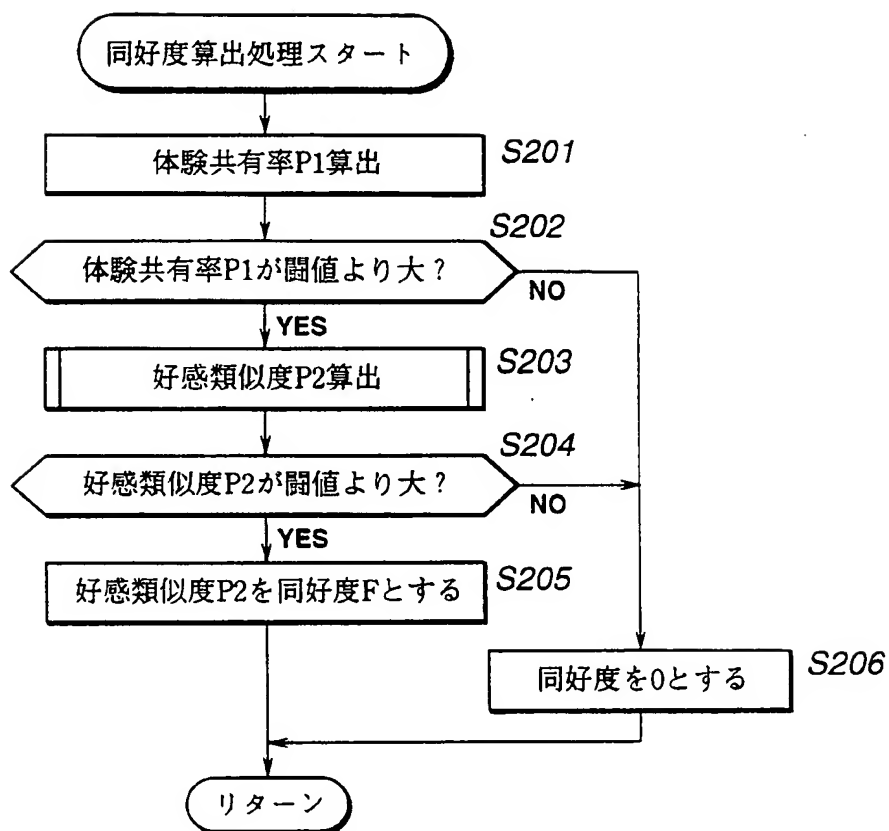 同好度算出処理スタート
体験共有率P1算出
S201
S202
体験共有率P1が闘値より大?
NO
YES
好感類似度P2算出
S203
S204
好感類似度P2が闘値より大?
NO
YES
好感類似度P2を同好度Fとする
S205
同好度を0とする
S206
リターン